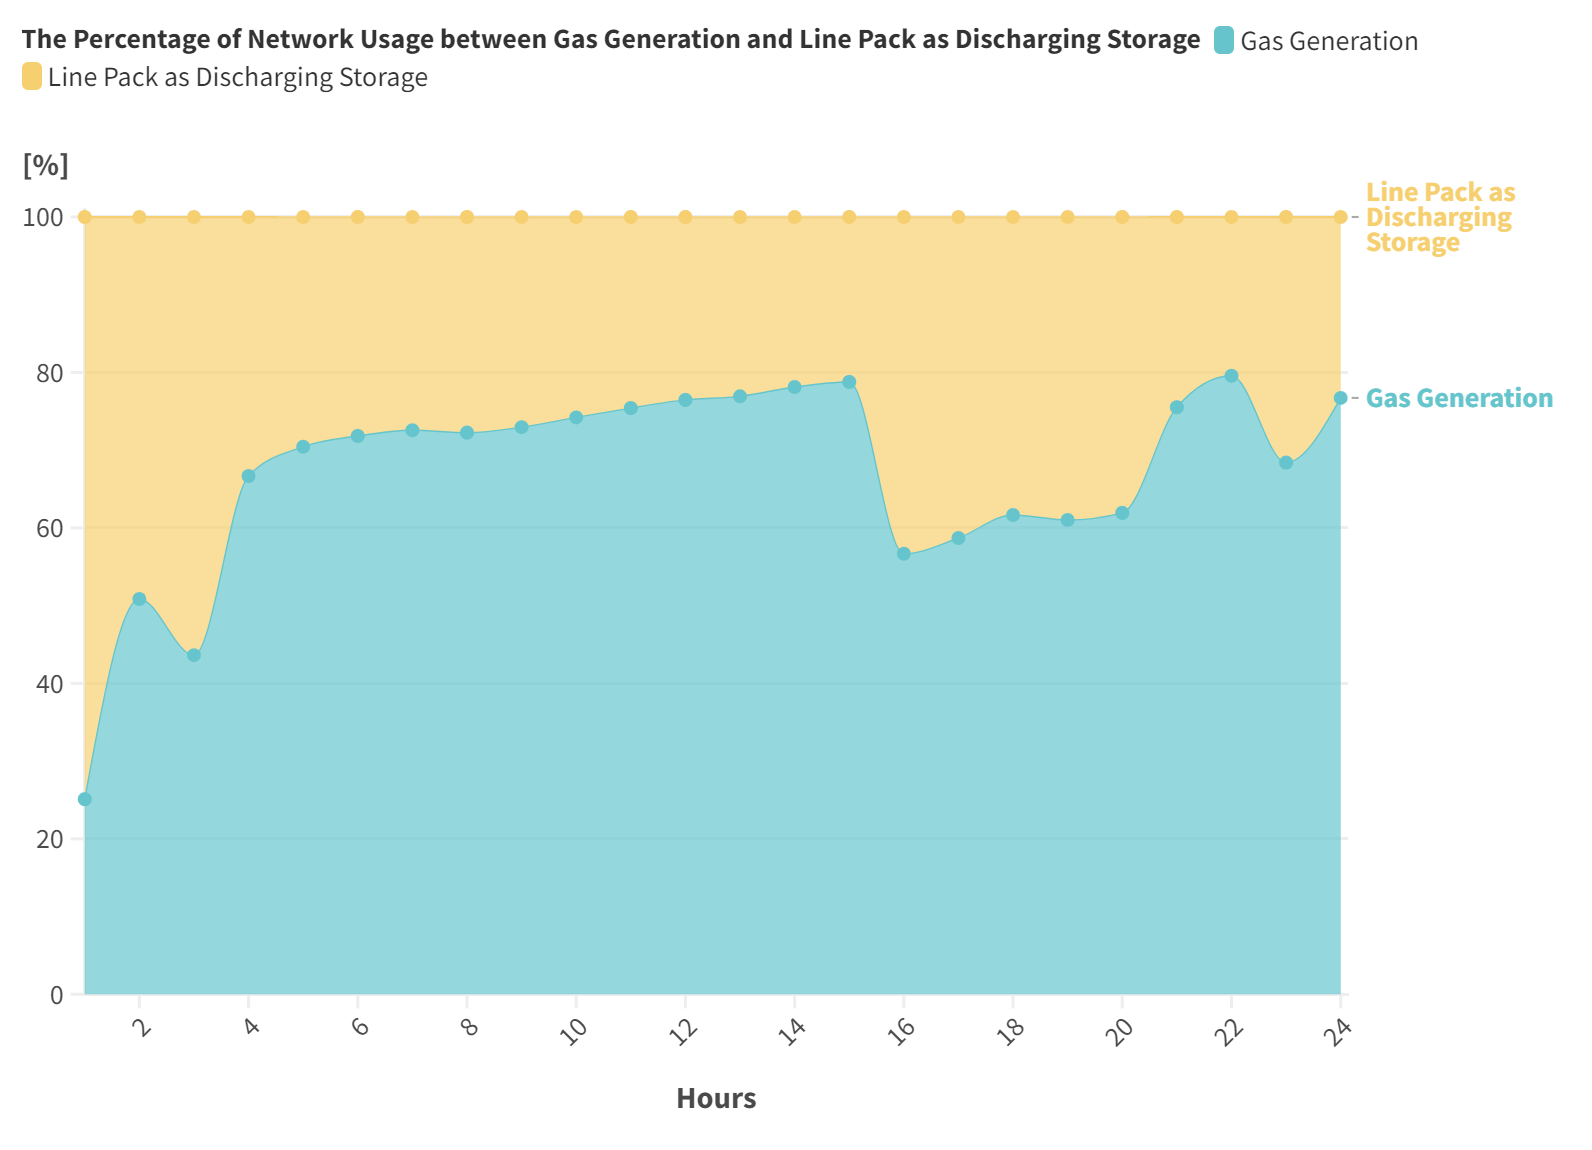 The Percentage of Network Usage between Gas Generation and Line Pack as Discharging Storage Gas Generation
Line Pack as Discharging Storage
[%]
100
80
60
40
20
0
Line Pack as
Discharging
Storage
Gas Generation
2 4 6 8 10 12 14 16 18 20 22 24
Hours